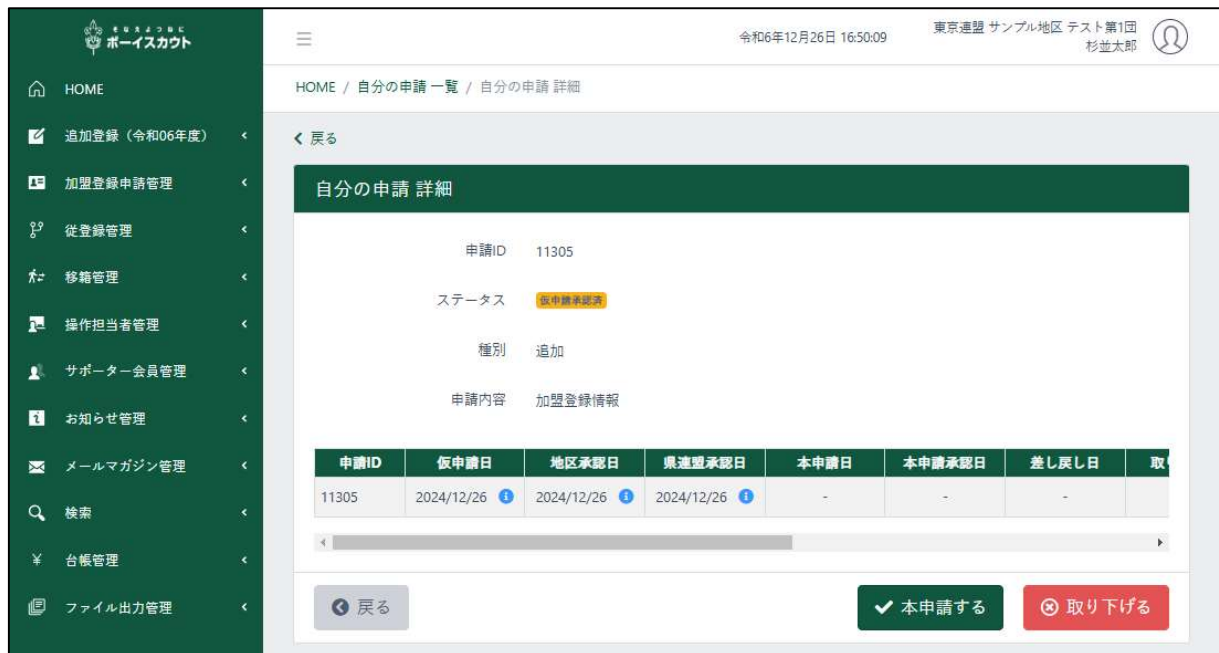 そなえよつねに
ボーイスカウト
令和6年12月26日 16:50:09
東京連盟 サンプル地区 テスト第1団
杉並太郎
HOME
追加登録（令和06年度）
加盟登録申請管理
従登録管理
移籍管理
操作担当者管理
サポーター会員管理
お知らせ管理
メールマガジン管理
検索
台帳管理
ファイル出力管理
HOME / 自分の申請 一覧 / 自分の申請 詳細
戻る
自分の申請 詳細
申請ID 11305
ステータス 仮申請承認済
種別 追加
申請内容 加盟登録情報
申請ID 仮申請日 地区承認日 県連盟承認日 本申請日 本申請承認日 差し戻し日 取り
11305 2024/12/26 2024/12/26 2024/12/26 - - -
戻る 本申請する 取り下げる